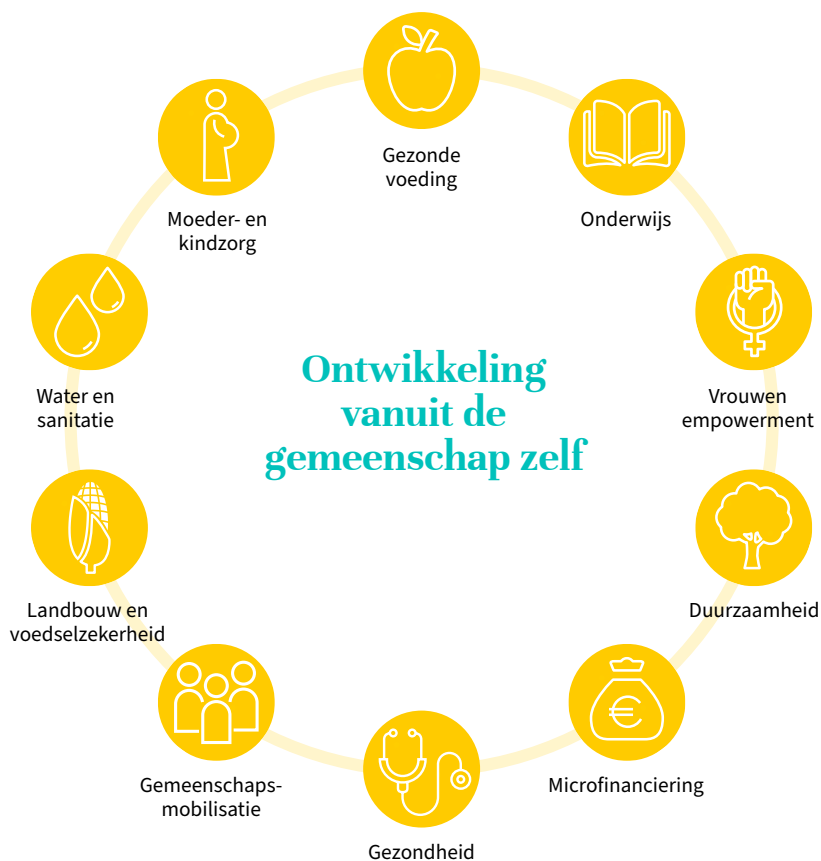 Gezonde
voeding
Onderwijs
Moeder- en
kindzorg
Vrouwen
empowerment
Water en
sanitatie
Ontwikkeling
vanuit de
gemeenschap zelf
Duurzaamheid
Landbouw en
voedselzekerheid
Microfinanciering
Gemeenschaps-
mobilisatie
Gezondheid
€